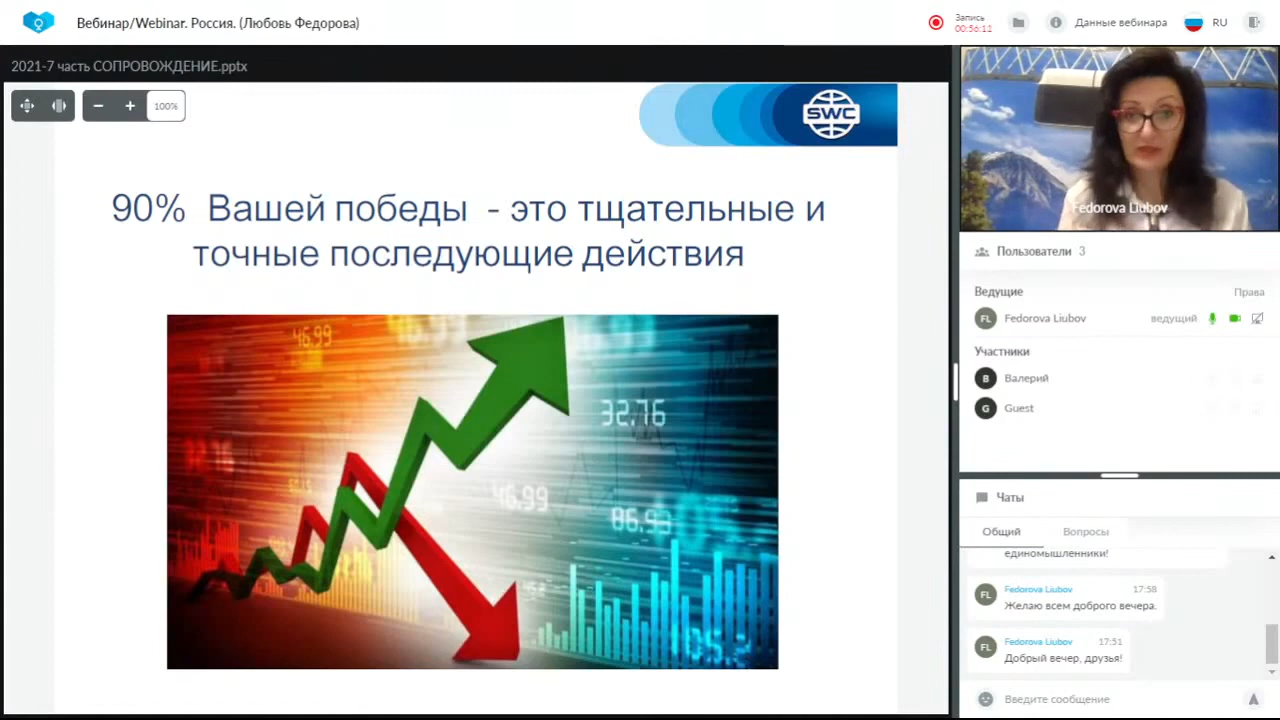 Вебинар/Webinar. Россия. (Любовь Федорова)
Запись
00:56:11
Данные вебинара
RU
2021-7 часть СОПРОВОЖДЕНИЕ.pptx
100%
SWC
90% Вашей победы - это тщательные и
точные последующие действия
46.99
32.76
46.99
86.93
Fedorova Liubov
Пользователи 3
Ведущие Права
FL Fedorova Liubov ведущий
Участники
В Валерий
G Guest
Чаты
Общий Вопросы
единомышленники!
FL Fedorova Liubov 17:58
Желаю всем доброго вечера.
FL Fedorova Liubov 17:51
Добрый вечер, друзья!
Введите сообщение